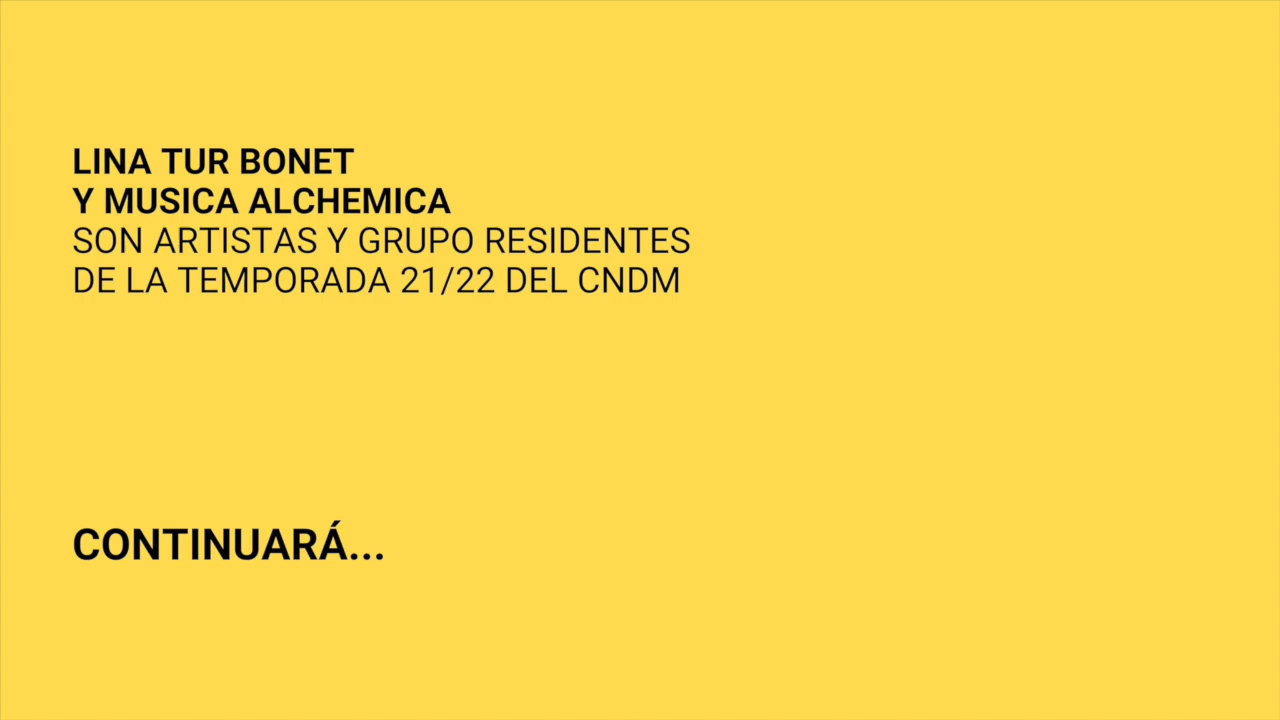 LINA TUR BONET
Y MUSICA ALCHEMICA
SON ARTISTAS Y GRUPO RESIDENTES
DE LA TEMPORADA 21/22 DEL CNDM
CONTINUARÁ...